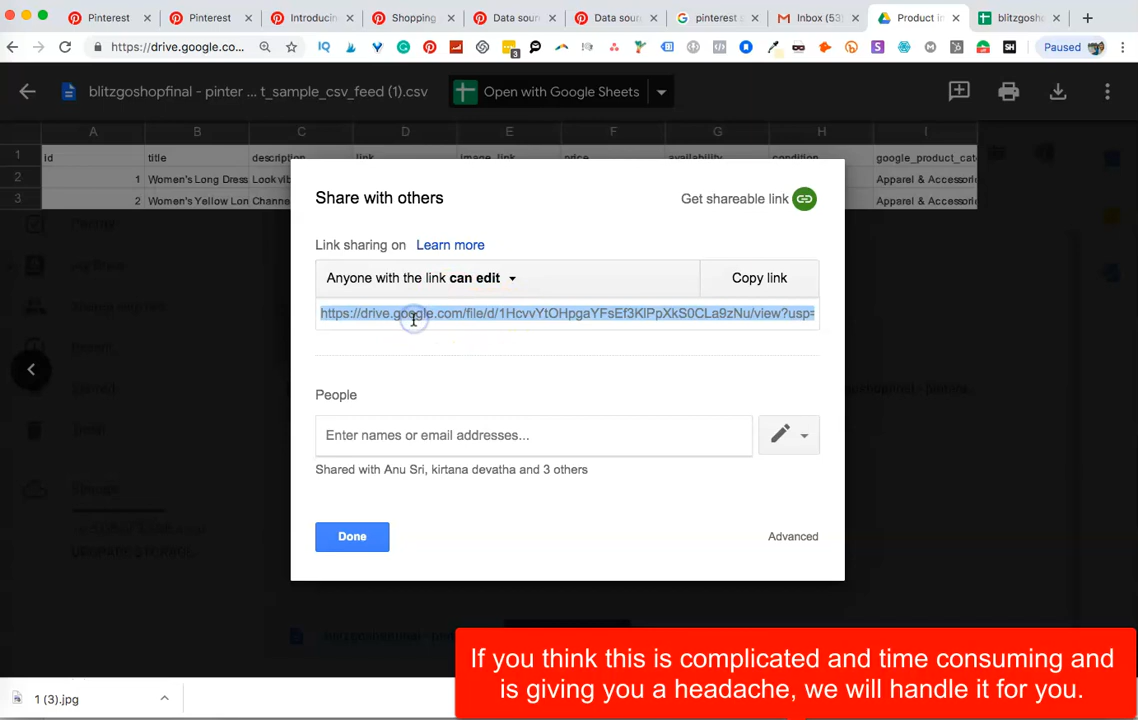 Pinterest
Pinterest
Introducin
Shopping
Data sour
Data sour
pinterest
Inbox (53)
Product in
blitzgosho
https://drive.google.co...
Paused
blitzgoshopfinal - pinter ... t_sample_csv_feed (1).csv
Open with Google Sheets
A B C D E F G H I
1 id title description link image_link price availability condition google_product_cat
2 1 Women's Long Dress Look vib Apparel & Accessorie
3 2 Women's Yellow Lon Channe Apparel & Accessorie
Share with others
Get shareable link
Link sharing on Learn more
Anyone with the link can edit
Copy link
https://drive.google.com/file/d/1HcvvYtOHpgaYFsEf3KlPpXkS0CLa9zNu/view?usp=
People
Enter names or email addresses...
Shared with Anu Sri, kirtana devatha and 3 others
Done
Advanced
If you think this is complicated and time consuming and
is giving you a headache, we will handle it for you.
1 (3).jpg